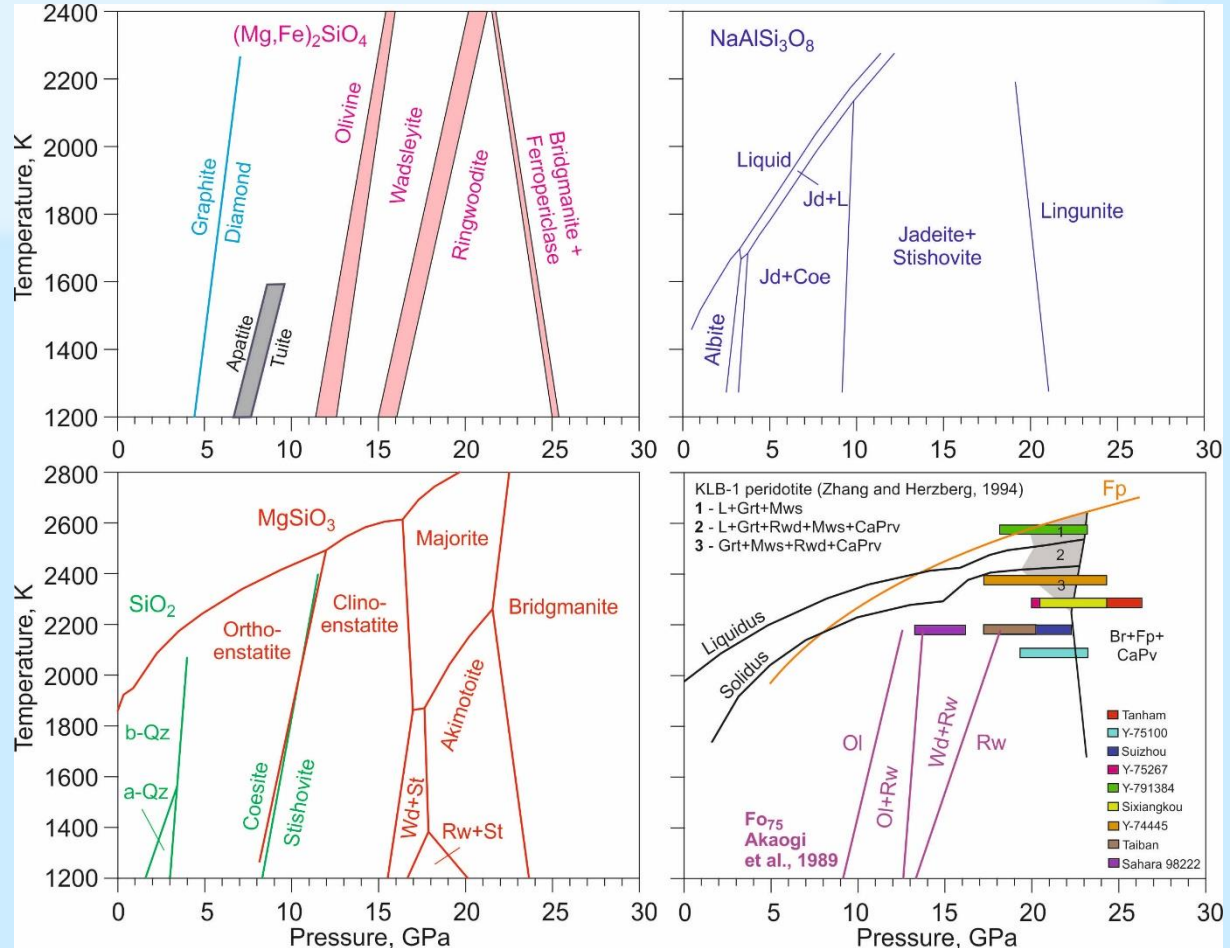 2400
2200
2000
1800
1600
1400
1200
Temperature, K
(Mg,Fe)₂SiO₄
Graphite
Diamond
Apatite
Tuite
Olivine
Wadsleyite
Ringwoodite
Bridgmanite +
Ferropericlase
0 5 10 15 20 25 30
NaAlSi₃O₈
Liquid
Jd+L
Jd+Coe
Albite
Jadeite+
Stishovite
Lingunite
0 5 10 15 20 25 30
2800
2600
2400
2200
2000
1800
1600
1400
1200
Temperature, K
MgSiO₃
SiO₂
Ortho-
enstatite
Clino-
enstatite
Majorite
Bridgmanite
Akimotoite
b-Qz
a-Qz
Coesite
Stishovite
Wd+St
Rw+St
0 5 10 15 20 25 30
Pressure, GPa
KLB-1 peridotite (Zhang and Herzberg, 1994)
1 - L+Grt+Mws
2 - L+Grt+Rwd+Mws+CaPrv
3 - Grt+Mws+Rwd+CaPrv
Fp
1
2
3
Liquidus
Solidus
Br+Fp+
CaPv
Ol
Ol+Rw
Wd+Rw
Rw
Fo₇₅
Akaogi
et al., 1989
Tanham
Y-75100
Suizhou
Y-75267
Y-791384
Sixiangkou
Y-74445
Taiban
Sahara 98222
0 5 10 15 20 25 30
Pressure, GPa